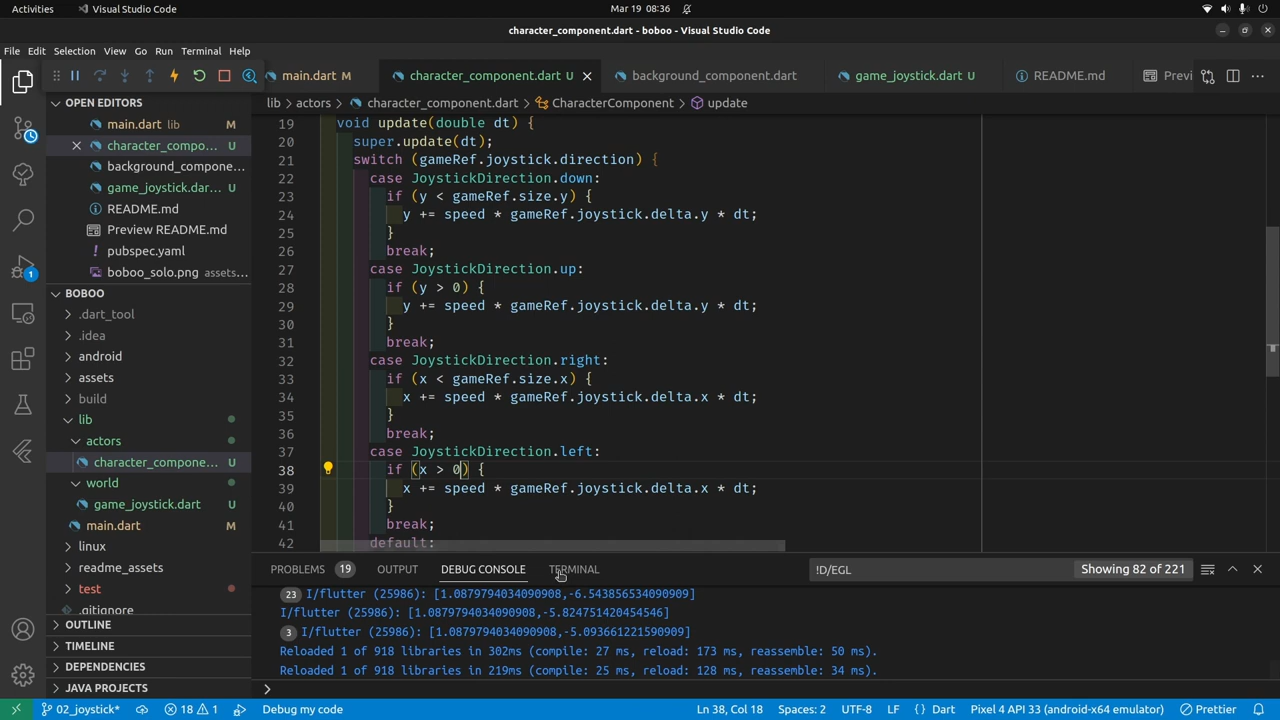 Activities
Visual Studio Code
Mar 19 08:36
character_component.dart - boboo - Visual Studio Code
File Edit Selection View Go Run Terminal Help
main.dart M
character_component.dart U
background_component.dart
game_joystick.dart U
README.md
Previ
OPEN EDITORS
main.dart lib M
character_compo... U
background_compone...
game_joystick.dar... U
README.md
Preview README.md
pubspec.yaml
boboo_solo.png assets...
BOBOO
.dart_tool
.idea
android
assets
build
lib
actors
character_compone... U
world
game_joystick.dart U
main.dart M
linux
readme_assets
test
.gitignore
OUTLINE
TIMELINE
DEPENDENCIES
JAVA PROJECTS
1
lib > actors > character_component.dart > CharacterComponent > update
19 void update(double dt) {
20 super.update(dt);
21 switch (gameRef.joystick.direction) {
22 case JoystickDirection.down:
23 if (y < gameRef.size.y) {
24 y += speed * gameRef.joystick.delta.y * dt;
25 }
26 break;
27 case JoystickDirection.up:
28 if (y > 0) {
29 y += speed * gameRef.joystick.delta.y * dt;
30 }
31 break;
32 case JoystickDirection.right:
33 if (x < gameRef.size.x) {
34 x += speed * gameRef.joystick.delta.x * dt;
35 }
36 break;
37 case JoystickDirection.left:
38 if (x > 0) {
39 x += speed * gameRef.joystick.delta.x * dt;
40 }
41 break;
42 default:
PROBLEMS 19 OUTPUT DEBUG CONSOLE TERMINAL
!D/EGL
Showing 82 of 221
23 I/flutter (25986): [1.0879794034090908,-6.543856534090909]
I/flutter (25986): [1.0879794034090908,-5.824751420454546]
3 I/flutter (25986): [1.0879794034090908,-5.093661221590909]
Reloaded 1 of 918 libraries in 302ms (compile: 27 ms, reload: 173 ms, reassemble: 50 ms).
Reloaded 1 of 918 libraries in 219ms (compile: 25 ms, reload: 128 ms, reassemble: 34 ms).
>
02_joystick* 18 1 Debug my code
Ln 38, Col 18 Spaces: 2 UTF-8 LF {} Dart Pixel 4 API 33 (android-x64 emulator) Prettier